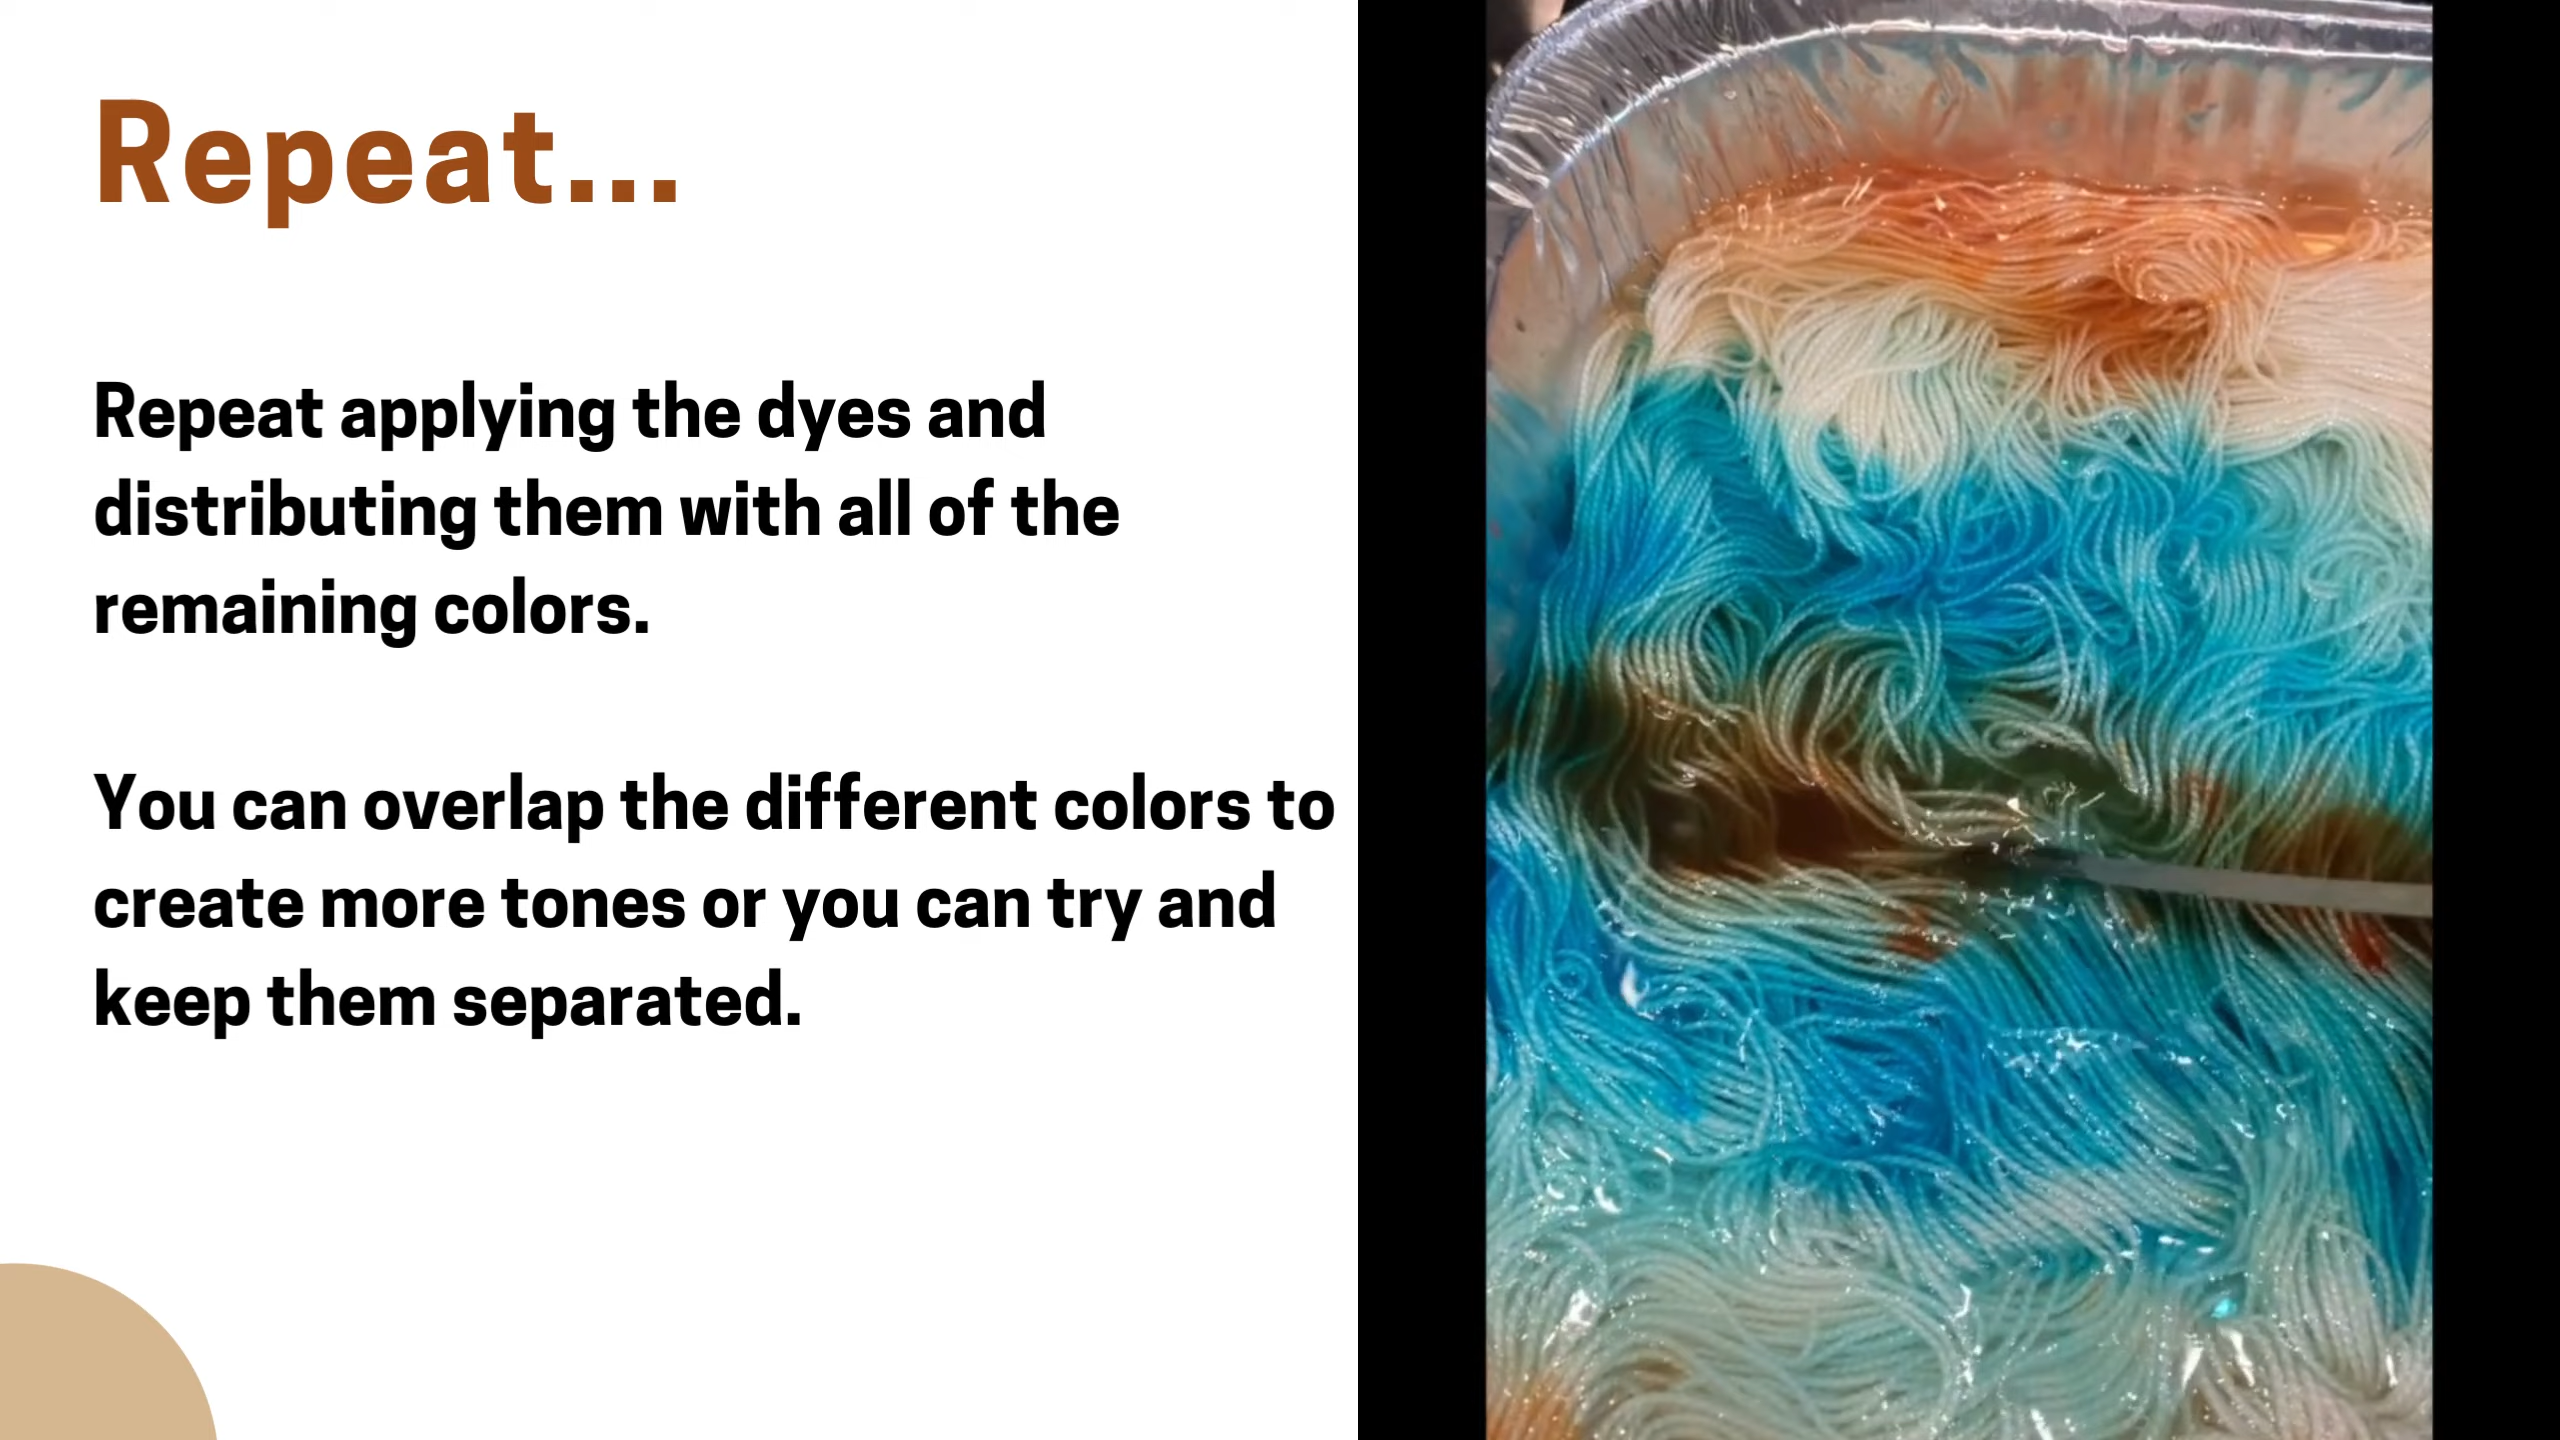 Repeat...
Repeat applying the dyes and
distributing them with all of the
remaining colors.
You can overlap the different colors to
create more tones or you can try and
keep them separated.